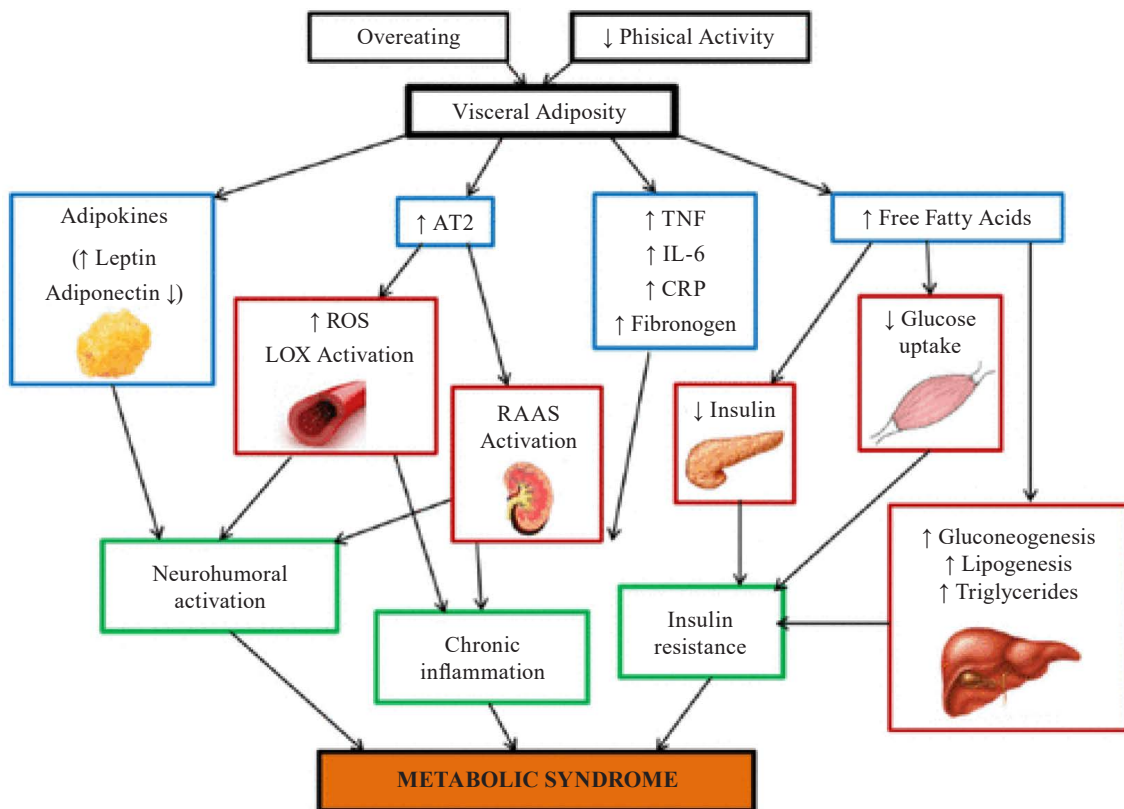 Overeating
↓ Phisical Activity
Visceral Adiposity
Adipokines
(↑ Leptin
Adiponectin ↓)
↑ AT2
↑ TNF
↑ IL-6
↑ CRP
↑ Fibronogen
↑ Free Fatty Acids
↑ ROS
LOX Activation
RAAS
Activation
↓ Insulin
↓ Glucose
uptake
↑ Gluconeogenesis
↑ Lipogenesis
↑ Triglycerides
Neurohumoral
activation
Chronic
inflammation
Insulin
resistance
METABOLIC SYNDROME